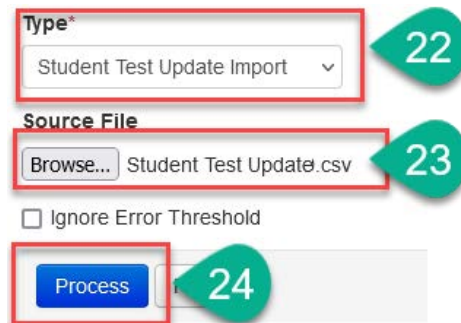 Type*
Student Test Update Import
22
Source File
Browse... Student Test Update.csv
23
Ignore Error Threshold
Process
24